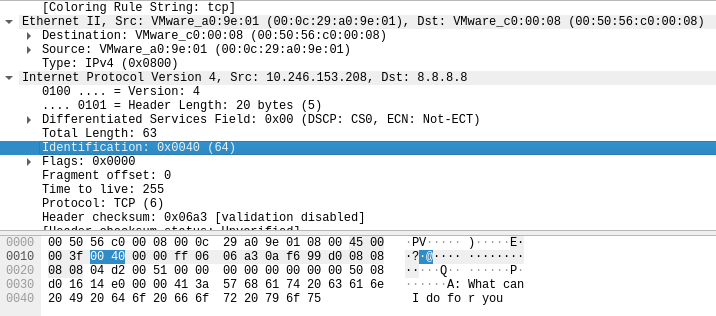 [Coloring Rule String: tcp]
Ethernet II, Src: VMware_a0:9e:01 (00:0c:29:a0:9e:01), Dst: VMware_c0:00:08 (00:50:56:c0:00:08)
Destination: VMware_c0:00:08 (00:50:56:c0:00:08)
Source: VMware_a0:9e:01 (00:0c:29:a0:9e:01)
Type: IPv4 (0x0800)
Internet Protocol Version 4, Src: 10.246.153.208, Dst: 8.8.8.8
0100 .... = Version: 4
.... 0101 = Header Length: 20 bytes (5)
Differentiated Services Field: 0x00 (DSCP: CS0, ECN: Not-ECT)
Total Length: 63
Identification: 0x0040 (64)
Flags: 0x0000
Fragment offset: 0
Time to live: 255
Protocol: TCP (6)
Header checksum: 0x06a3 [validation disabled]
[Header checksum status: Unverified]
0000 00 50 56 c0 00 08 00 0c 29 a0 9e 01 08 00 45 00 ·PV····· )·····E·
0010 00 3f 00 40 00 00 ff 06 06 a3 0a f6 99 d0 08 08 ·?·@···· ········
0020 08 08 04 d2 00 51 00 00 00 00 00 00 00 00 50 08 ·····Q·· ······P·
0030 d0 16 14 e0 00 00 41 3a 57 68 61 74 20 63 61 6e ······A: What can
0040 20 49 20 64 6f 20 66 6f 72 20 79 6f 75 I do fo r you